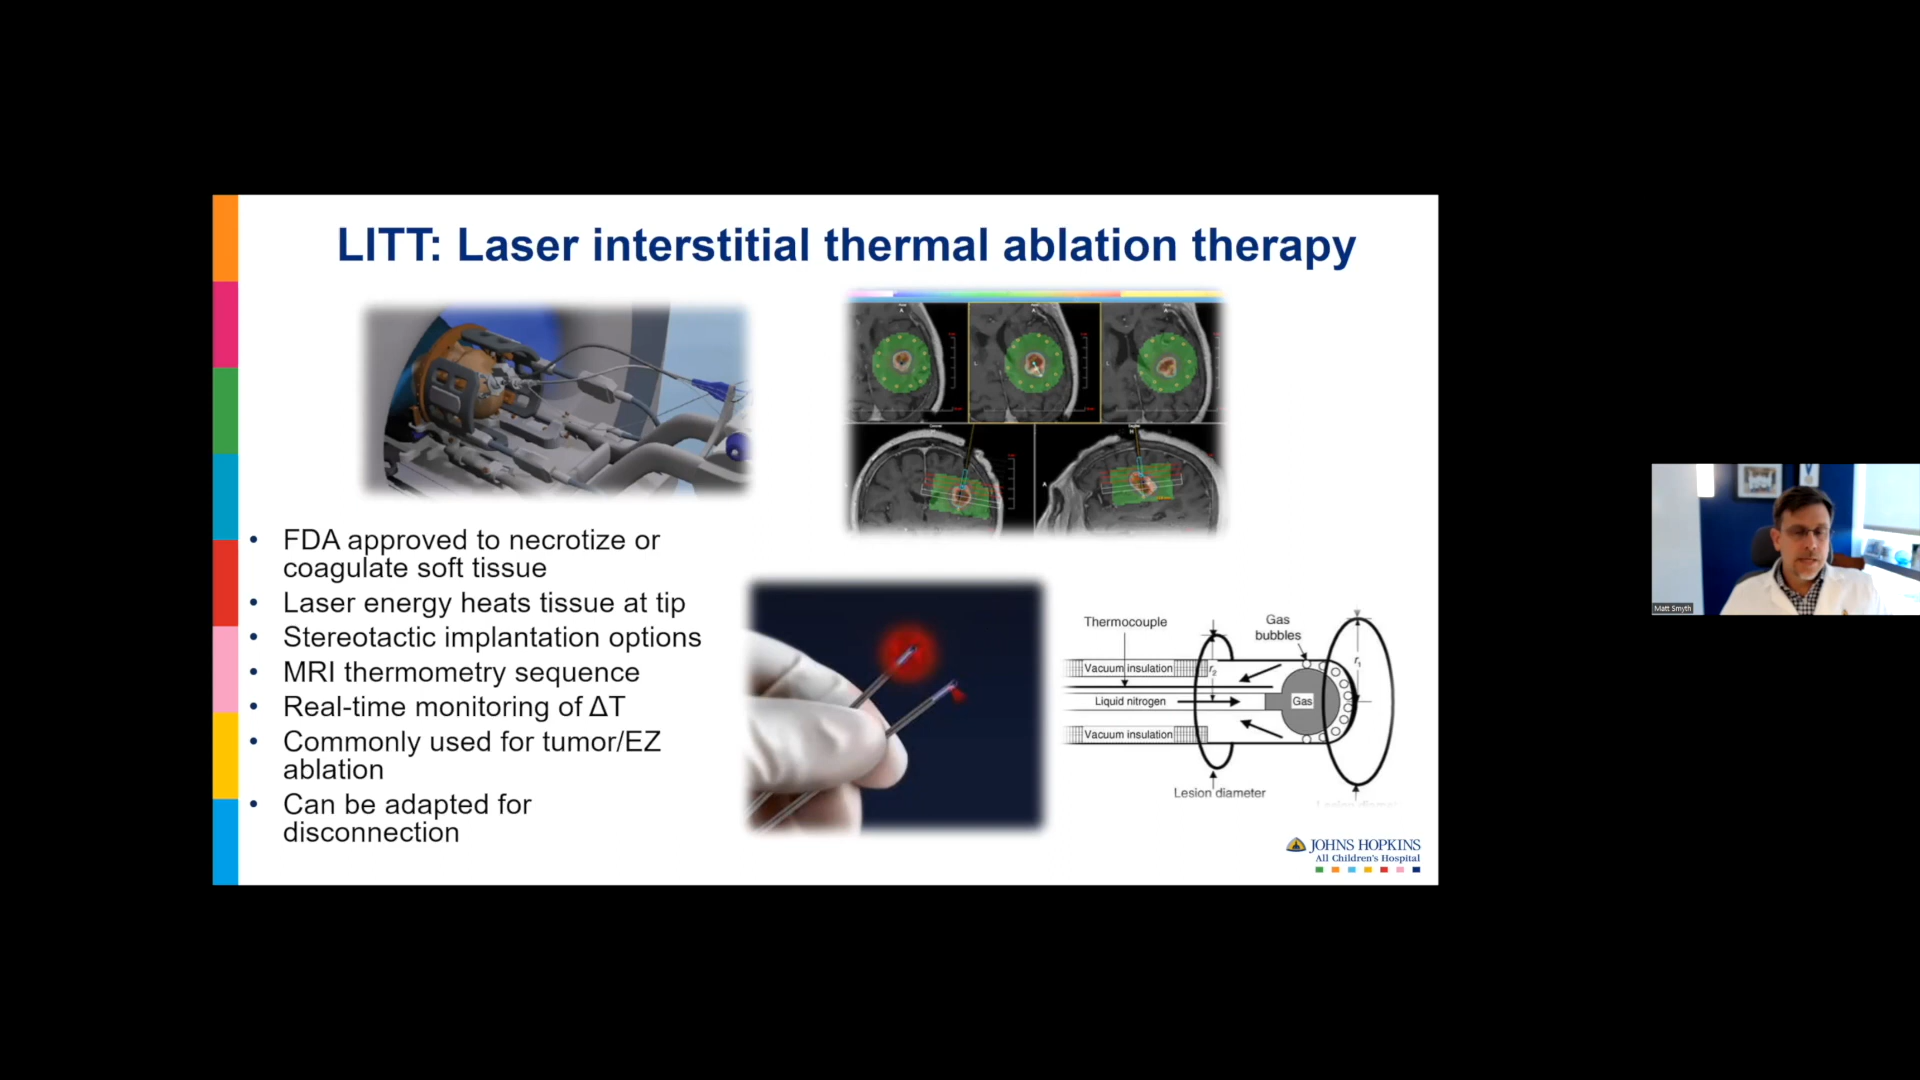 LITT: Laser interstitial thermal ablation therapy
• FDA approved to necrotize or
coagulate soft tissue
• Laser energy heats tissue at tip
• Stereotactic implantation options
• MRI thermometry sequence
• Real-time monitoring of ΔT
• Commonly used for tumor/EZ
ablation
• Can be adapted for
disconnection
Thermocouple
Gas
bubbles
Vacuum insulation
r2
r1
Liquid nitrogen
Gas
Vacuum insulation
Lesion diameter
JOHNS HOPKINS
All Children's Hospital
Matt Smyth